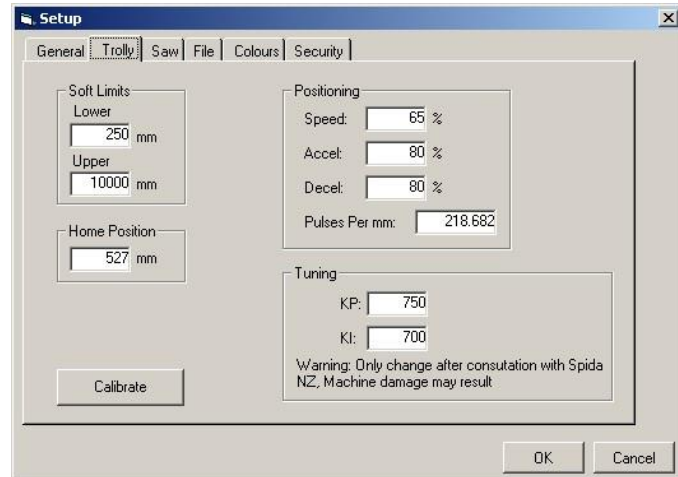 Setup
General Trolly Saw File Colours Security
Soft Limits
Lower
250 mm
Upper
10000 mm
Home Position
527 mm
Calibrate
Positioning
Speed: 65 %
Accel: 80 %
Decel: 80 %
Pulses Per mm: 218.682
Tuning
KP: 750
KI: 700
Warning: Only change after consutation with Spida
NZ, Machine damage may result
OK Cancel